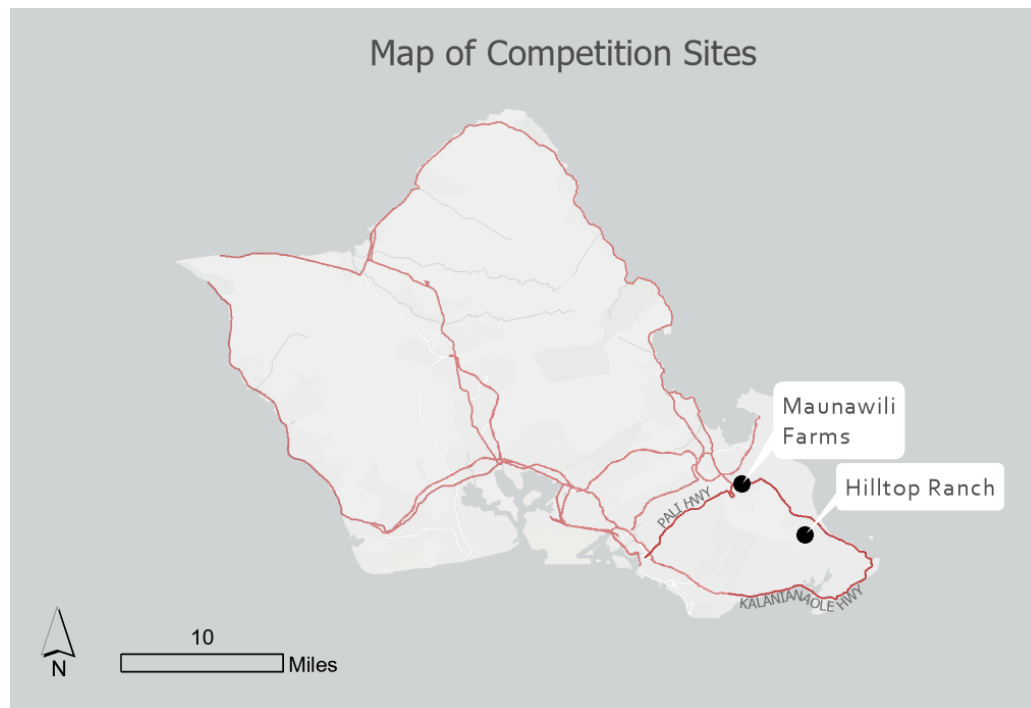 Map of Competition Sites
Maunawili
Farms
Hilltop Ranch
PALI HWY
KALANIANAOLE HWY
10
Miles
N